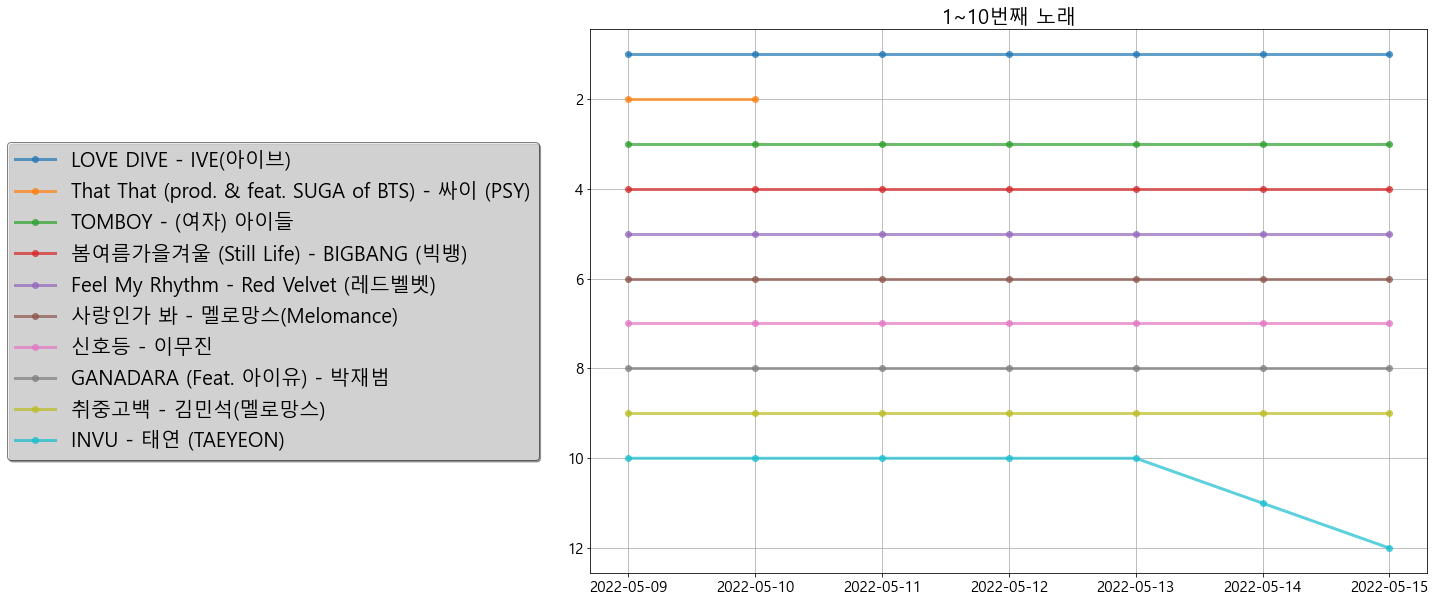 1~10번째 노래
LOVE DIVE - IVE(아이브)
That That (prod. & feat. SUGA of BTS) - 싸이 (PSY)
TOMBOY - (여자) 아이들
봄여름가을겨울 (Still Life) - BIGBANG (빅뱅)
Feel My Rhythm - Red Velvet (레드벨벳)
사랑인가 봐 - 멜로망스(Melomance)
신호등 - 이무진
GANADARA (Feat. 아이유) - 박재범
취중고백 - 김민석(멜로망스)
INVU - 태연 (TAEYEON)
2
4
6
8
10
12
2022-05-09 2022-05-10 2022-05-11 2022-05-12 2022-05-13 2022-05-14 2022-05-15